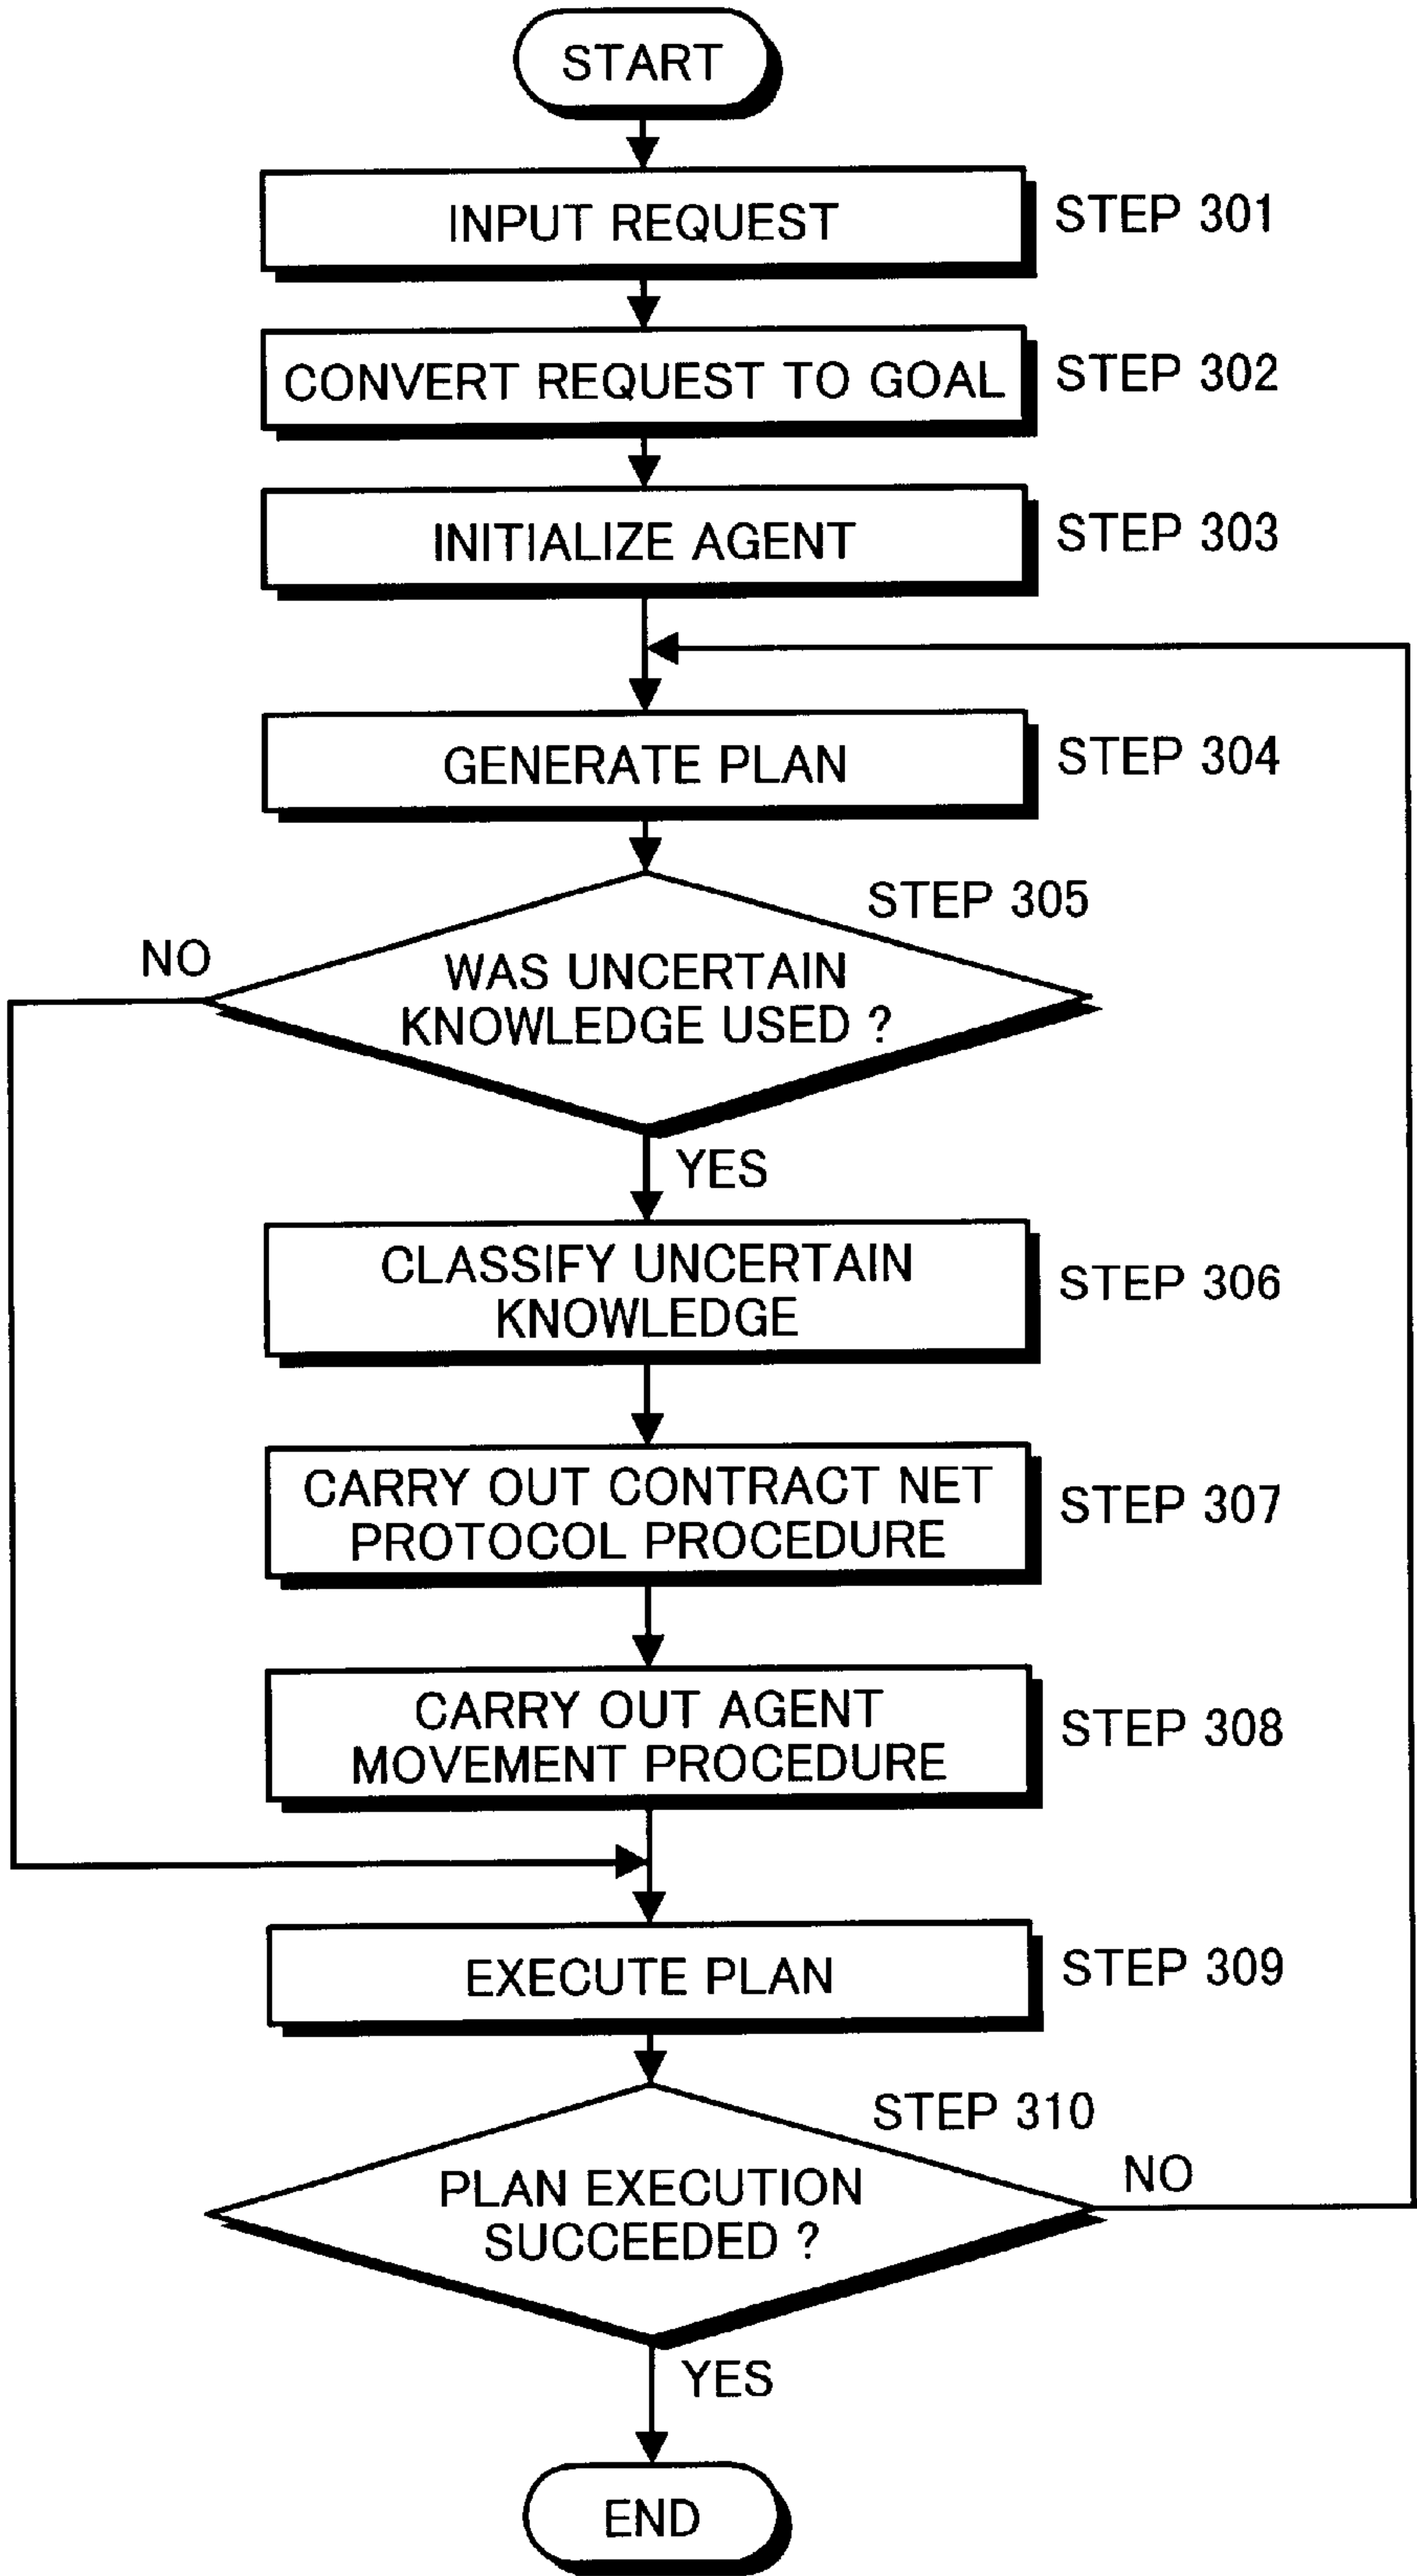 START
INPUT REQUEST
STEP 301
CONVERT REQUEST TO GOAL
STEP 302
INITIALIZE AGENT
STEP 303
GENERATE PLAN
STEP 304
STEP 305
NO
WAS UNCERTAIN
KNOWLEDGE USED ?
YES
CLASSIFY UNCERTAIN
KNOWLEDGE
STEP 306
CARRY OUT CONTRACT NET
PROTOCOL PROCEDURE
STEP 307
CARRY OUT AGENT
MOVEMENT PROCEDURE
STEP 308
EXECUTE PLAN
STEP 309
STEP 310
PLAN EXECUTION
SUCCEEDED ?
NO
YES
END